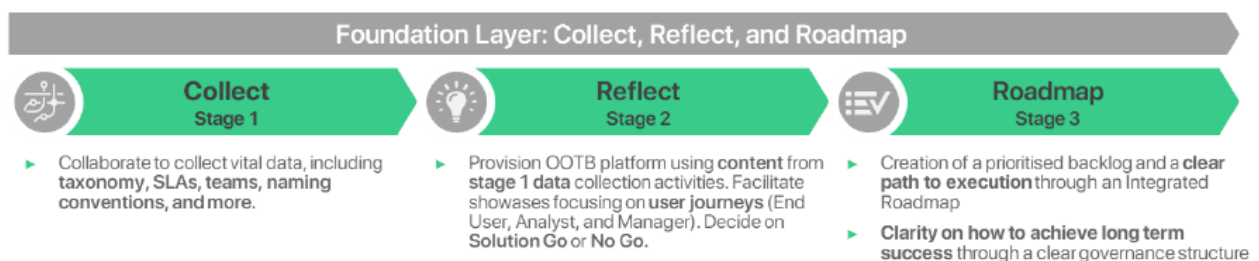 Foundation Layer: Collect, Reflect, and Roadmap
Collect
Stage 1
Collaborate to collect vital data, including
taxonomy, SLAs, teams, naming
conventions, and more.
Reflect
Stage 2
Provision OOTB platform using content from
stage 1 data collection activities. Facilitate
showases focusing on user journeys (End
User, Analyst, and Manager). Decide on
Solution Go or No Go.
Roadmap
Stage 3
Creation of a prioritised backlog and a clear
path to execution through an Integrated
Roadmap
Clarity on how to achieve long term
success through a clear governance structure